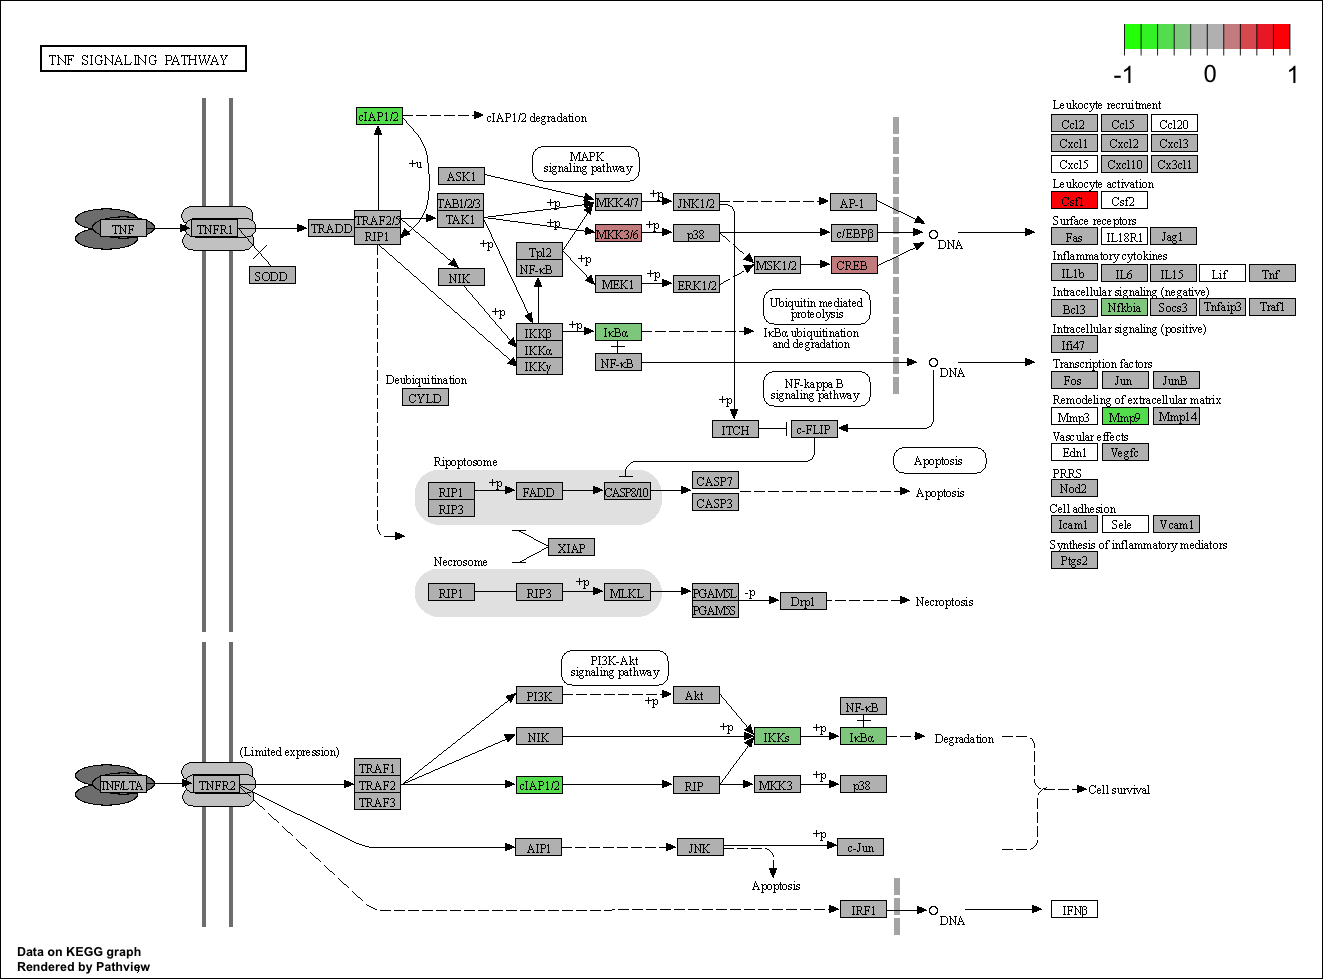 TNF SIGNALING PATHWAY
-1 0 1
cIAP1/2
cIAP1/2 degradation
+u
MAPK
signaling pathway
ASK1
TAB1/2/3
TAK1
MKK4/7
+p
JNK1/2
AP-1
TNF
TNFR1
TRADD
TRAF2/5
RIP1
+p
+p
MKK3/6
+p
p38
c/EBPβ
DNA
SODD
+p
Tpl2
NF-κB
+p
MSK1/2
CREB
NIK
MEK1
ERK1/2
+p
Ubiquitin mediated
proteolysis
IKKβ
IKKα
IKKγ
+p
IκBα
IκBα ubiquitination
and degradation
NF-κB
DNA
Deubiquitination
CYLD
NF-kappa B
signaling pathway
+p
ITCH
c-FLIP
Ripoptosome
Apoptosis
RIP1
RIP3
+p
FADD
CASP8/10
CASP7
CASP3
Apoptosis
XIAP
Necrosome
RIP1
RIP3
+p
MLKL
PGAM5L
PGAM5S
-p
Drp1
Necroptosis
Leukocyte recruitment
Ccl2 Ccl5 Ccl20
Cxcl1 Cxcl2 Cxcl3
Cxcl5 Cxcl10 Cx3cl1
Leukocyte activation
Csf1 Csf2
Surface receptors
Fas IL18R1 Jag1
Inflammatory cytokines
IL1b IL6 IL15 Lif Tnf
Intracellular signaling (negative)
Bcl3 Nfkbia Socs3 Tnfaip3 Traf1
Intracellular signaling (positive)
Ifi47
Transcription factors
Fos Jun JunB
Remodeling of extracellular matrix
Mmp3 Mmp9 Mmp14
Vascular effects
Edn1 Vegfc
PRRS
Nod2
Cell adhesion
Icam1 Sele Vcam1
Synthesis of inflammatory mediators
Ptgs2
PI3K-Akt
signaling pathway
PI3K
+p
Akt
NF-κB
NIK
+p
IKKs
+p
IκBα
Degradation
(Limited expression)
TNF/LTA
TNFR2
TRAF1
TRAF2
TRAF3
cIAP1/2
RIP
MKK3
+p
p38
Cell survival
AIP1
JNK
+p
c-Jun
Apoptosis
IRF1
DNA
IFNβ
Data on KEGG graph
Rendered by Pathview